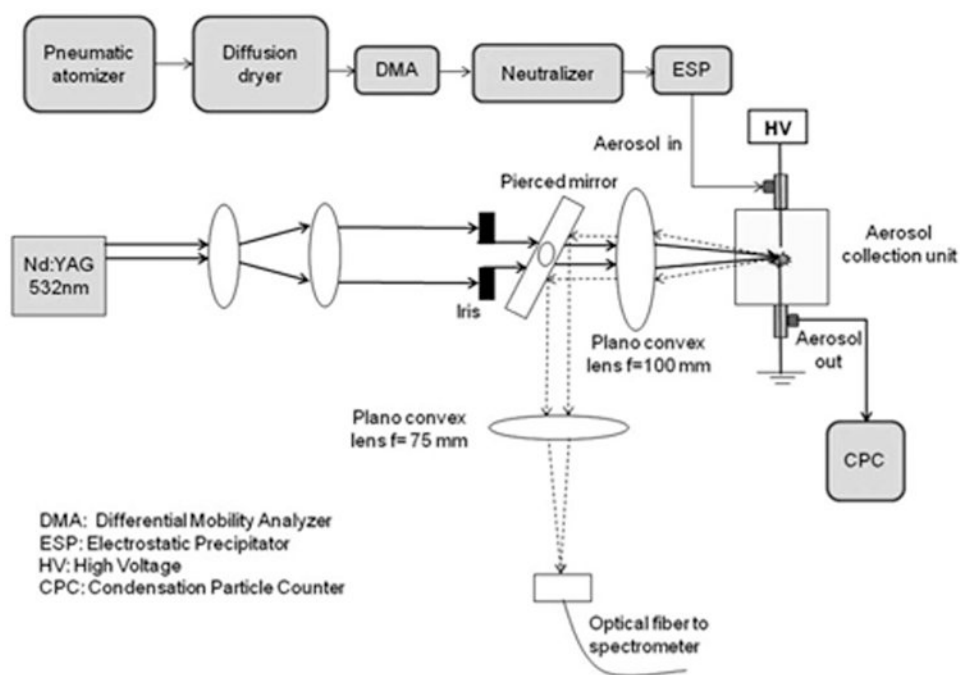 Pneumatic
atomizer
Diffusion
dryer
DMA
Neutralizer
ESP
HV
Aerosol in
Pierced mirror
Nd:YAG
532nm
Aerosol
collection unit
Iris
Plano convex
lens f=100 mm
Aerosol
out
Plano convex
lens f= 75 mm
CPC
DMA: Differential Mobility Analyzer
ESP: Electrostatic Precipitator
HV: High Voltage
CPC: Condensation Particle Counter
Optical fiber to
spectrometer